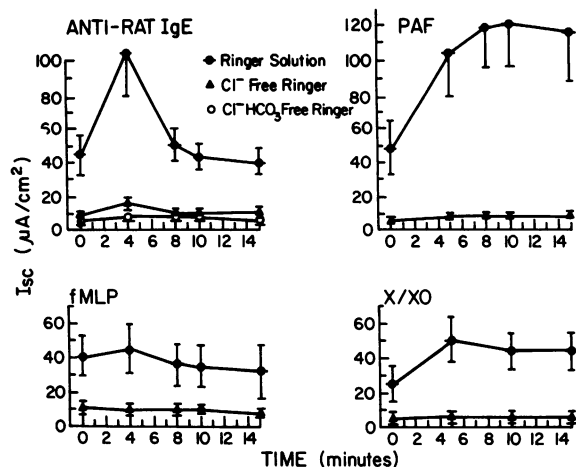 ANTI-RAT IgE
PAF
Ringer Solution
Cl⁻ Free Ringer
Cl⁻HCO₃Free Ringer
100
80
60
40
20
0
0 2 4 6 8 10 12 14
120
100
80
60
40
20
0
0 2 4 6 8 10 12 14
Isc (μA/cm²)
fMLP
X/XO
80
60
40
20
0
0 2 4 6 8 10 12 14
80
60
40
20
0
0 2 4 6 8 10 12 14
TIME (minutes)